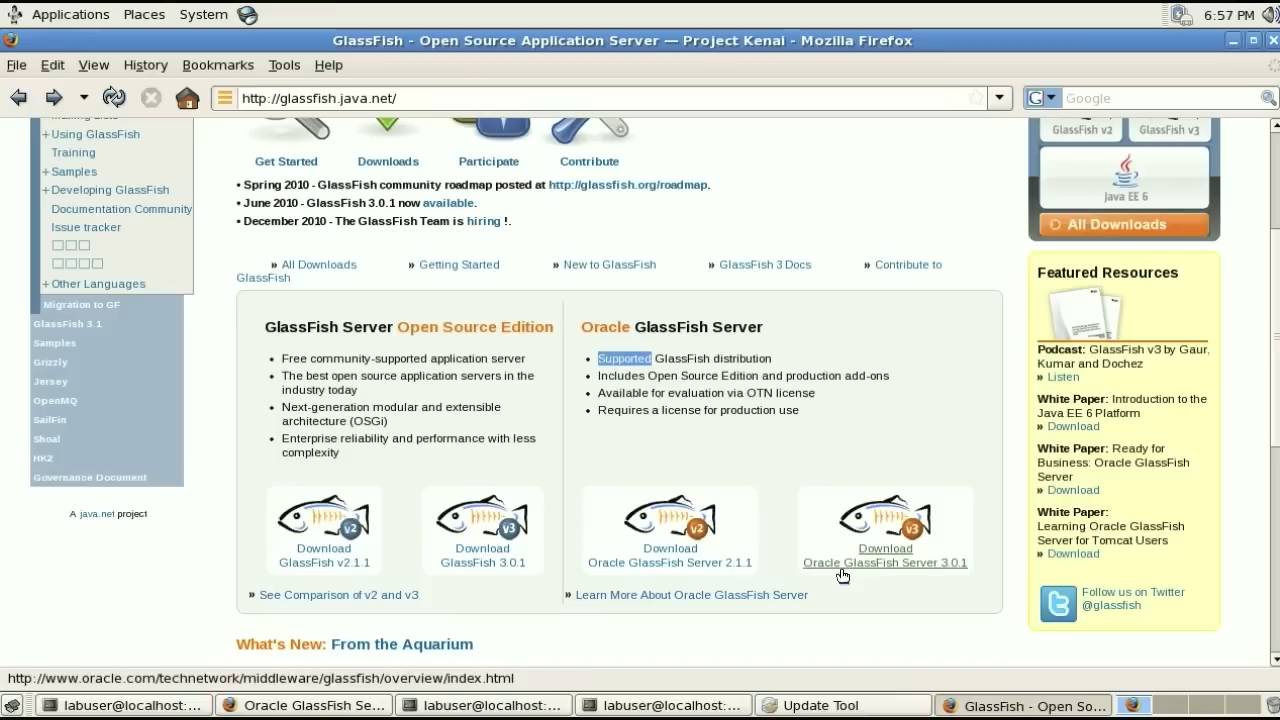 Applications Places System 6:57 PM
GlassFish - Open Source Application Server — Project Kenai - Mozilla Firefox
File Edit View History Bookmarks Tools Help
http://glassfish.java.net/
Google
+Using GlassFish
Training
+Samples
+Developing GlassFish
Documentation Community
Issue tracker
+Other Languages
Migration to GF
GlassFish 3.1
Samples
Grizzly
Jersey
OpenMQ
SailFin
Shoal
HK2
Governance Document
A java.net project
Get Started Downloads Participate Contribute
• Spring 2010 - GlassFish community roadmap posted at http://glassfish.org/roadmap.
• June 2010 - GlassFish 3.0.1 now available.
• December 2010 - The GlassFish Team is hiring !.
» All Downloads » Getting Started » New to GlassFish » GlassFish 3 Docs » Contribute to
GlassFish
GlassFish Server Open Source Edition
• Free community-supported application server
• The best open source application servers in the
industry today
• Next-generation modular and extensible
architecture (OSGi)
• Enterprise reliability and performance with less
complexity
v2
Download
GlassFish v2.1.1
v3
Download
GlassFish 3.0.1
» See Comparison of v2 and v3
Oracle GlassFish Server
• Supported GlassFish distribution
• Includes Open Source Edition and production add-ons
• Available for evaluation via OTN license
• Requires a license for production use
v2
Download
Oracle GlassFish Server 2.1.1
v3
Download
Oracle GlassFish Server 3.0.1
» Learn More About Oracle GlassFish Server
What's New: From the Aquarium
GlassFish v2 GlassFish v3
Java
Java EE 6
All Downloads
Featured Resources
Podcast: GlassFish v3 by Gaur,
Kumar and Dochez
» Listen
White Paper: Introduction to the
Java EE 6 Platform
» Download
White Paper: Ready for
Business: Oracle GlassFish
Server
» Download
White Paper:
Learning Oracle GlassFish
Server for Tomcat Users
» Download
Follow us on Twitter
@glassfish
http://www.oracle.com/technetwork/middleware/glassfish/overview/index.html
labuser@localhost:... Oracle GlassFish Se... labuser@localhost:... labuser@localhost:... Update Tool GlassFish - Open So...